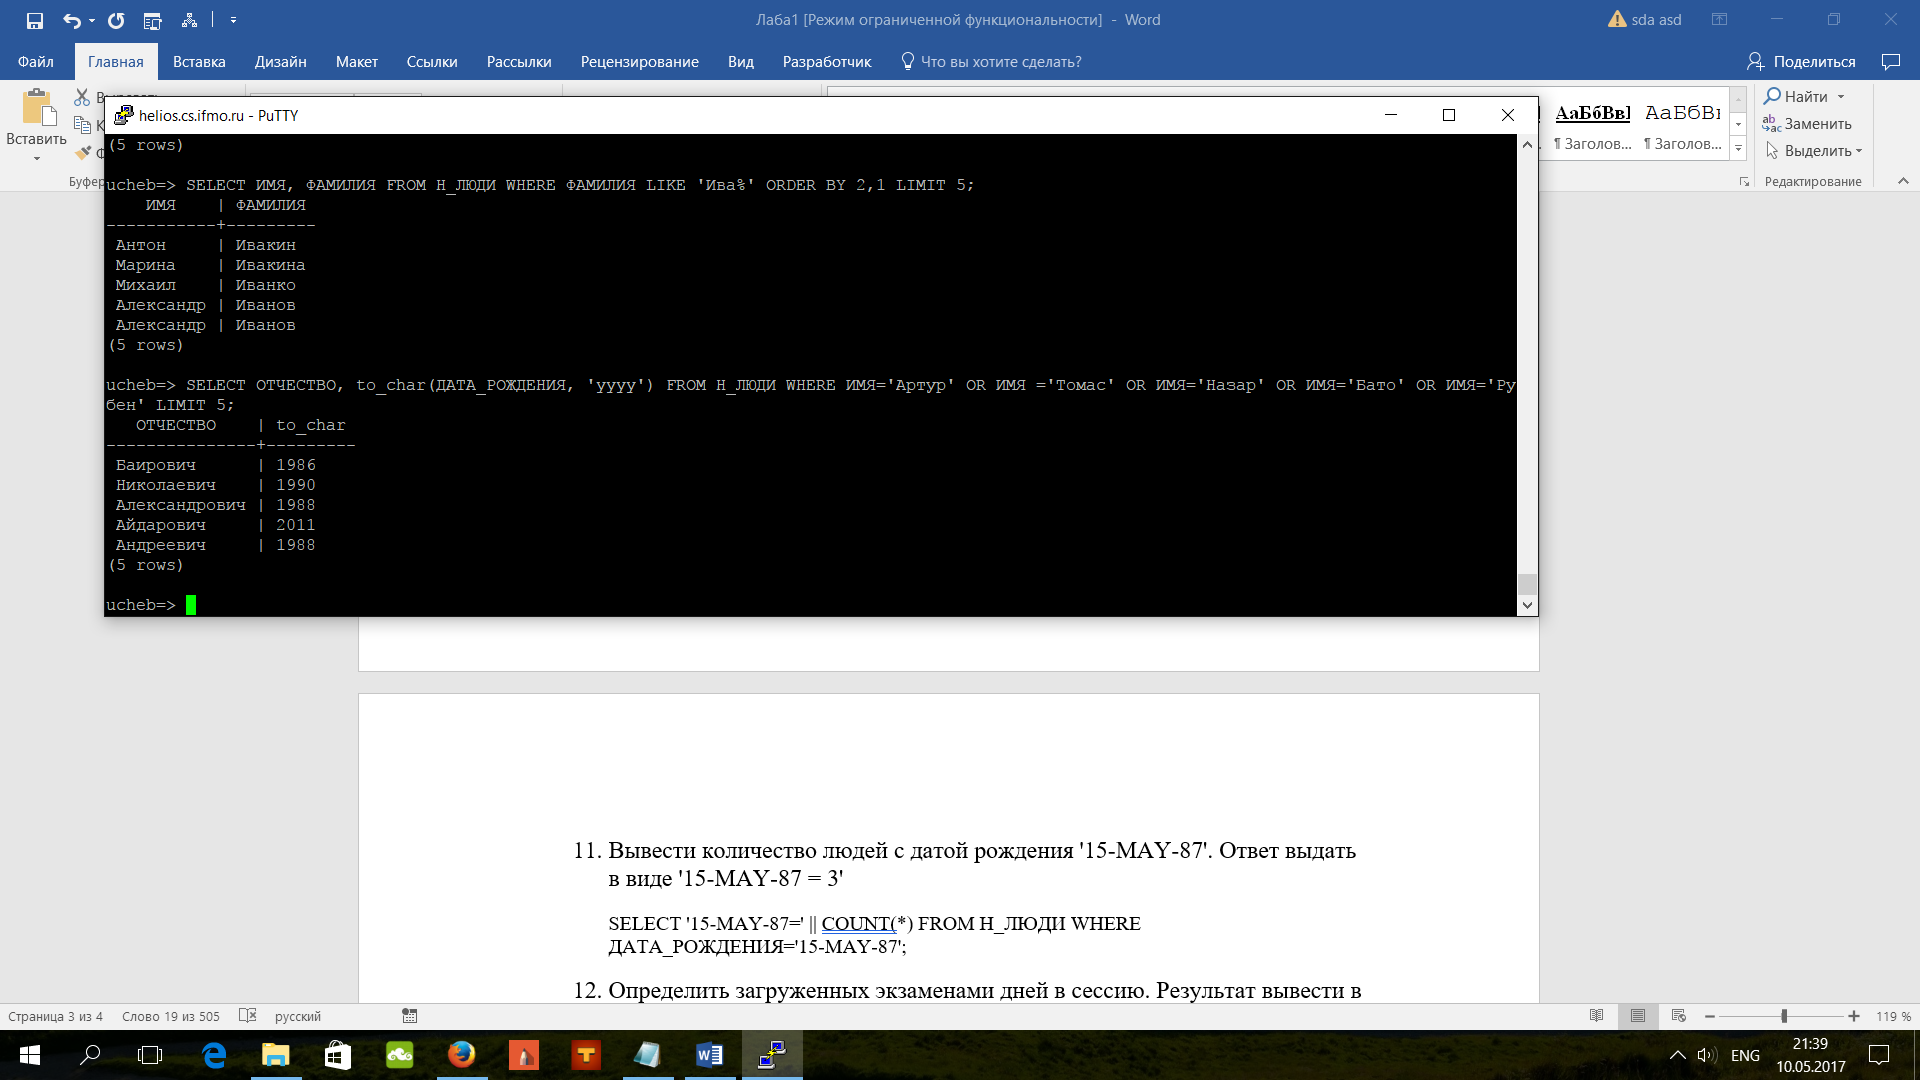 Лаба1 [Режим ограниченной функциональности] - Word
sda asd
Файл Главная Вставка Дизайн Макет Ссылки Рассылки Рецензирование Вид Разработчик Что вы хотите сделать? Поделиться
Вставить
helios.cs.ifmo.ru - PuTTY
АаБбВв АаБбВв
¶ Заголов... ¶ Заголов...
Найти
Заменить
Выделить
Редактирование
(5 rows)
ucheb=> SELECT ИМЯ, ФАМИЛИЯ FROM Н_ЛЮДИ WHERE ФАМИЛИЯ LIKE 'Ива%' ORDER BY 2,1 LIMIT 5;
ИМЯ | ФАМИЛИЯ
-----------+---------
Антон | Ивакин
Марина | Ивакина
Михаил | Иванко
Александр | Иванов
Александр | Иванов
(5 rows)
ucheb=> SELECT ОТЧЕСТВО, to_char(ДАТА_РОЖДЕНИЯ, 'yyyy') FROM Н_ЛЮДИ WHERE ИМЯ='Артур' OR ИМЯ ='Томас' OR ИМЯ='Назар' OR ИМЯ='Бато' OR ИМЯ='Ру
бен' LIMIT 5;
ОТЧЕСТВО | to_char
---------------+---------
Баирович | 1986
Николаевич | 1990
Александрович | 1988
Айдарович | 2011
Андреевич | 1988
(5 rows)
ucheb=>
11. Вывести количество людей с датой рождения '15-MAY-87'. Ответ выдать
в виде '15-MAY-87 = 3'
SELECT '15-MAY-87=' || COUNT(*) FROM Н_ЛЮДИ WHERE
ДАТА_РОЖДЕНИЯ='15-MAY-87';
12. Определить загруженных экзаменами дней в сессию. Результат вывести в
Страница 3 из 4 Слово 19 из 505 русский 119 %
ENG
21:39
10.05.2017